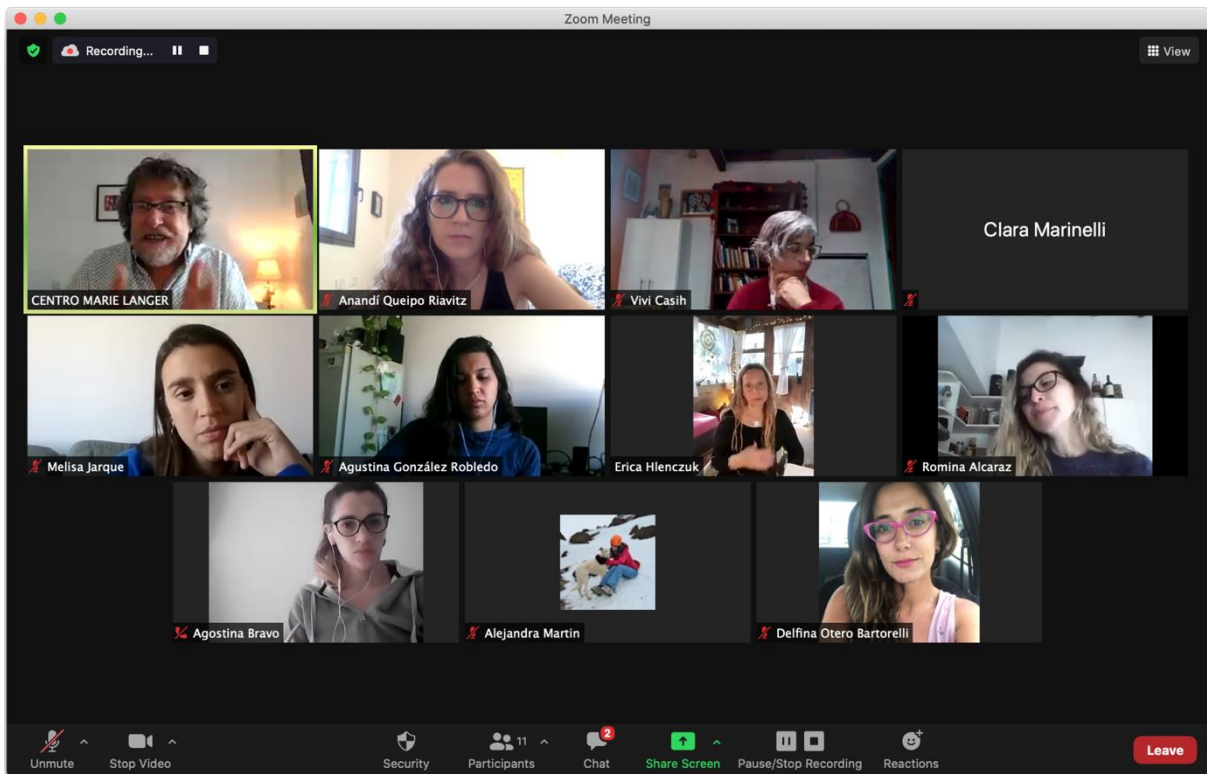 Zoom Meeting
Recording...
View
CENTRO MARIE LANGER
Anandí Queipo Riavitz
Vivi Casih
Clara Marinelli
Melisa Jarque
Agustina González Robledo
Erica Hlenczuk
Romina Alcaraz
Agostina Bravo
Alejandra Martin
Delfina Otero Bartorelli
Unmute
Stop Video
Security
11
Participants
2
Chat
Share Screen
Pause/Stop Recording
Reactions
Leave